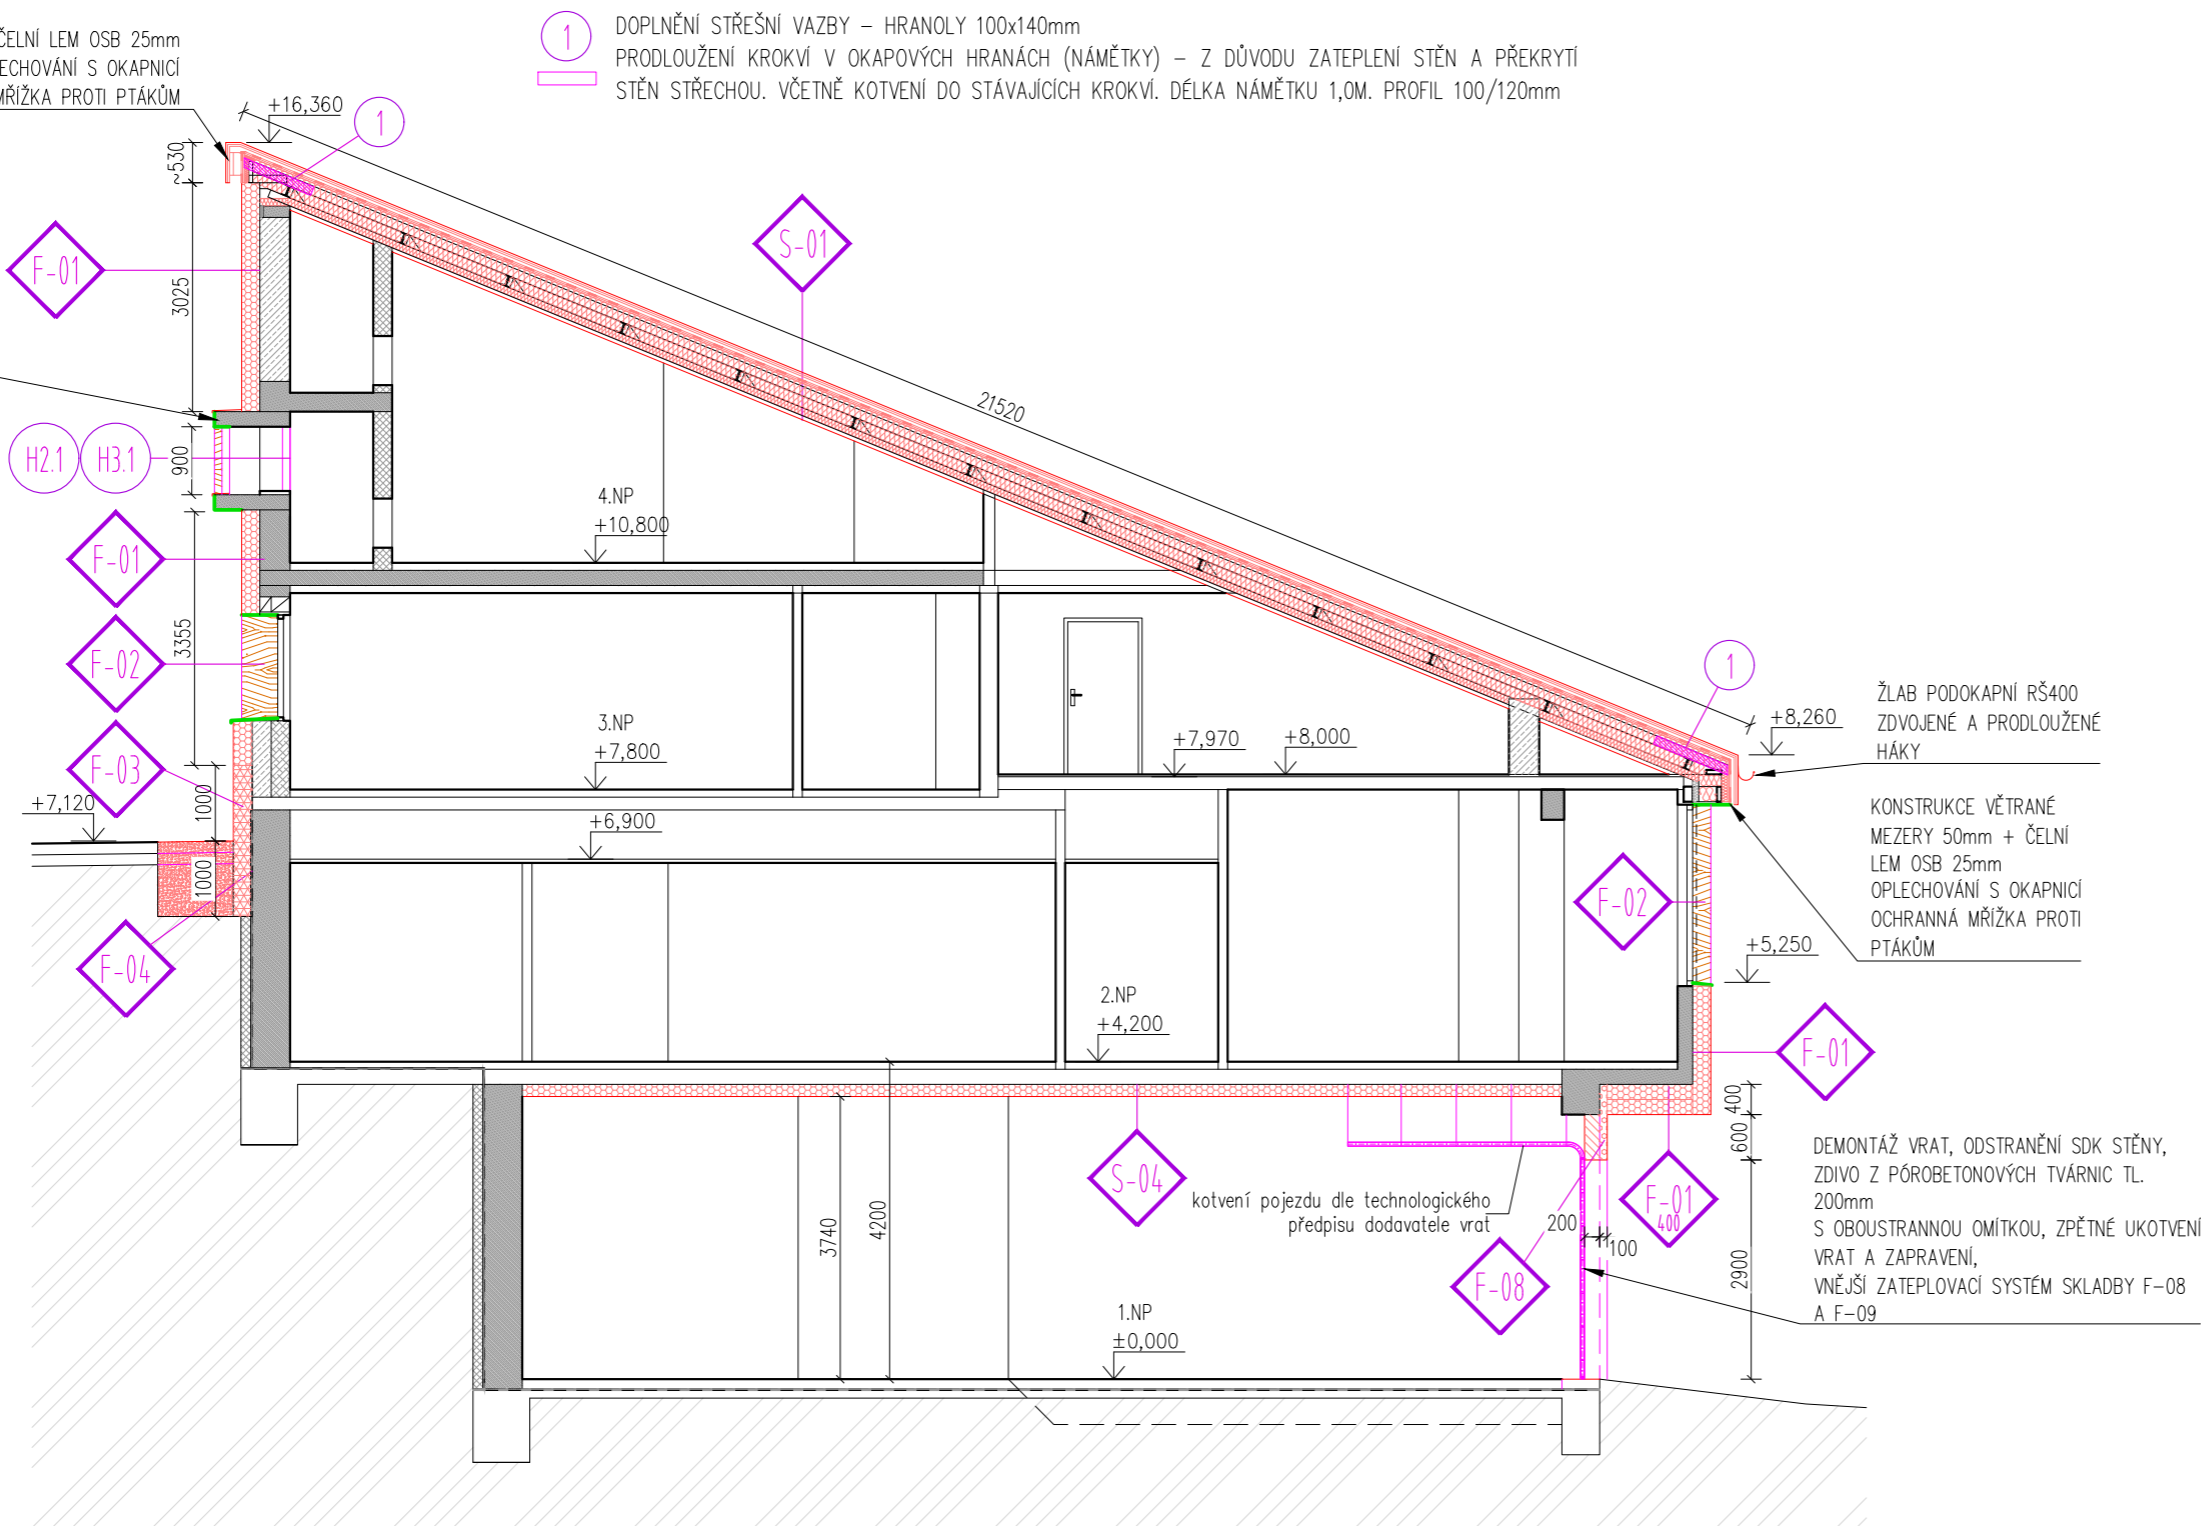 ČELNÍ LEM OSB 25mm
ECHOVÁNÍ S OKAPNICÍ
MŘÍŽKA PROTI PTÁKŮM
1
DOPLNĚNÍ STŘEŠNÍ VAZBY – HRANOLY 100x140mm
PRODLOUŽENÍ KROKVÍ V OKAPOVÝCH HRANÁCH (NÁMĚTKY) – Z DŮVODU ZATEPLENÍ STĚN A PŘEKRYTÍ
STĚN STŘECHOU. VČETNĚ KOTVENÍ DO STÁVAJÍCÍCH KROKVÍ. DÉLKA NÁMĚTKU 1,0M. PROFIL 100/120mm
+16,360
1
~530
F-01
S-01
3025
21520
H2.1
H3.1
900
4.NP
+10,800
F-01
3355
F-02
3.NP
+7,800
+7,970
+8,000
1
+8,260
ŽLAB PODOKAPNÍ RŠ400
ZDVOJENÉ A PRODLOUŽENÉ
HÁKY
F-03
+7,120
1000
+6,900
KONSTRUKCE VĚTRANÉ
MEZERY 50mm + ČELNÍ
LEM OSB 25mm
OPLECHOVÁNÍ S OKAPNICÍ
OCHRANNÁ MŘÍŽKA PROTI
PTÁKŮM
1000
F-02
F-04
+5,250
2.NP
+4,200
F-01
400
600
S-04
kotvení pojezdu dle technologického
předpisu dodavatele vrat
F-01
400
200
100
DEMONTÁŽ VRAT, ODSTRANĚNÍ SDK STĚNY,
ZDIVO Z PÓROBETONOVÝCH TVÁRNIC TL.
200mm
S OBOUSTRANNOU OMÍTKOU, ZPĚTNÉ UKOTVENÍ
VRAT A ZAPRAVENÍ,
VNĚJŠÍ ZATEPLOVACÍ SYSTÉM SKLADBY F-08
A F-09
3740
4200
F-08
2900
1.NP
±0,000